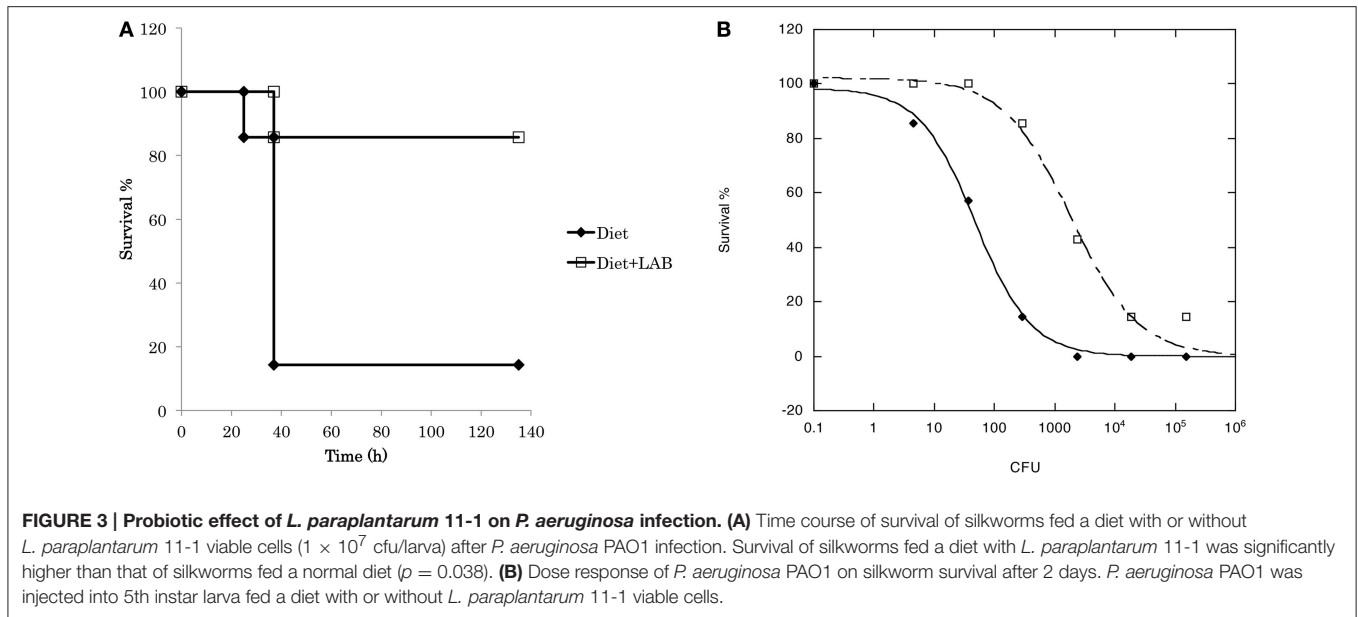 A
120
100
80
60
40
20
0
Survival %
0 20 40 60 80 100 120 140
Time (h)
Diet
Diet+LAB
B
120
100
80
60
40
20
0
-20
Survival %
0.1 1 10 100 1000 10⁴ 10⁵ 10⁶
CFU
FIGURE 3 | Probiotic effect of L. paraplantarum 11-1 on P. aeruginosa infection. (A) Time course of survival of silkworms fed a diet with or without
L. paraplantarum 11-1 viable cells (1 × 10⁷ cfu/larva) after P. aeruginosa PAO1 infection. Survival of silkworms fed a diet with L. paraplantarum 11-1 was significantly
higher than that of silkworms fed a normal diet (p = 0.038). (B) Dose response of P. aeruginosa PAO1 on silkworm survival after 2 days. P. aeruginosa PAO1 was
injected into 5th instar larva fed a diet with or without L. paraplantarum 11-1 viable cells.